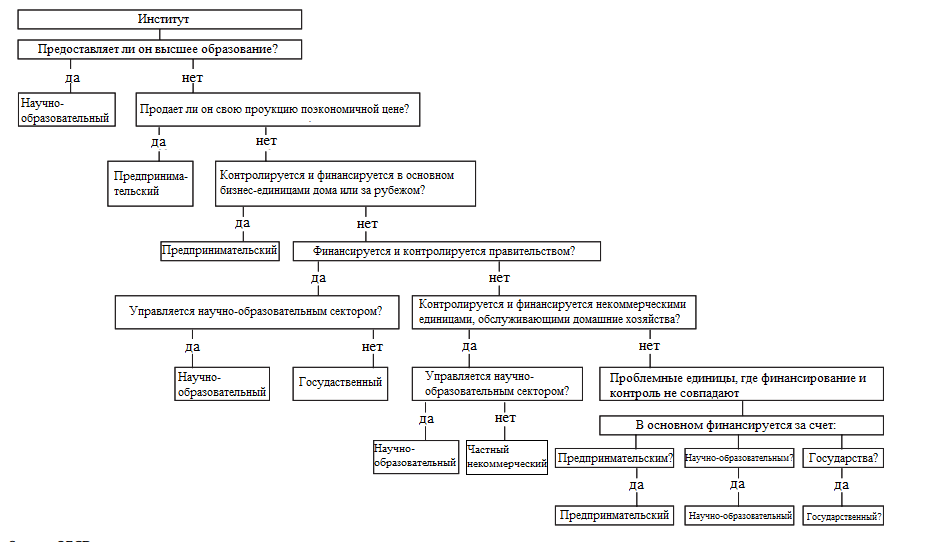 Институт
Предоставляет ли он высшее образование?
да
нет
Научно-
образовательный
Продает ли он свою проукцию поэкономичной цене?
да
нет
Предпринима-
тельский
Контролируется и финансируется в основном
бизнес-единицами дома или за рубежом?
да
нет
Предпринимательский
Финансируется и контролируется правительством?
да
нет
Управляется научно-образовательным сектором?
Контролируется и финансируется некоммерческими
единицами, обслуживающими домашние хозяйства?
да
нет
да
нет
Научно-
образовательный
Госудаственный
Управляется научно-
образовательным сектором?
Проблемные единицы, где финансирование и
контроль не совпадают
да
нет
В основном финансируется за счет:
Научно-
образовательный
Частный
некоммерческий
Предпринмательским?
Научно-образовательным?
Государства?
да
да
да
Предпринмательский
Научно-образовательный
Государственный?